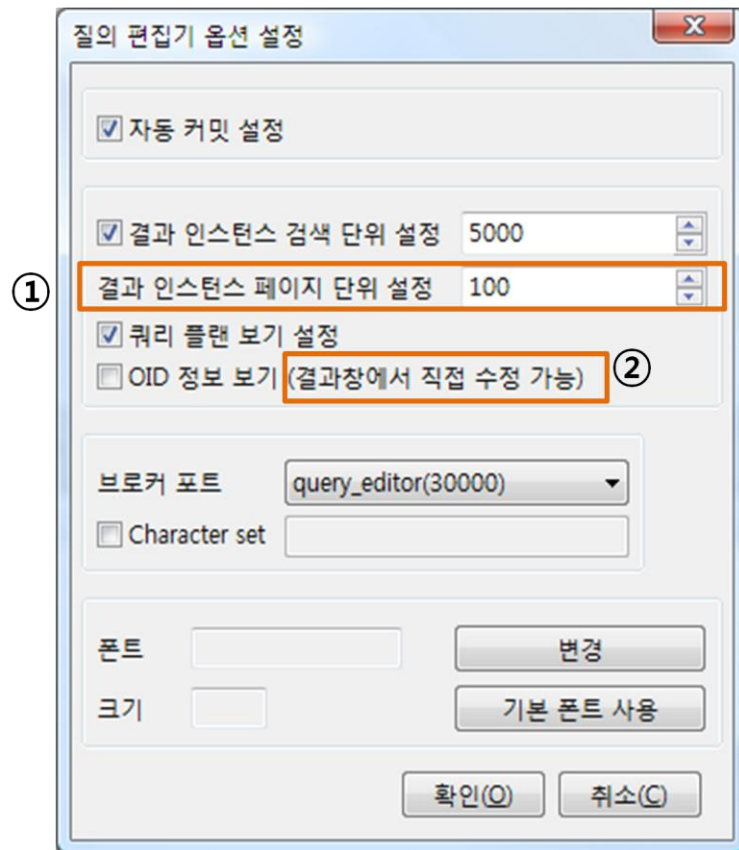 질의 편집기 옵션 설정
자동 커밋 설정
결과 인스턴스 검색 단위 설정 5000
① 결과 인스턴스 페이지 단위 설정 100
쿼리 플랜 보기 설정
OID 정보 보기 (결과창에서 직접 수정 가능) ②
브로커 포트 query_editor(30000)
Character set
폰트 변경
크기 기본 폰트 사용
확인(O) 취소(C)